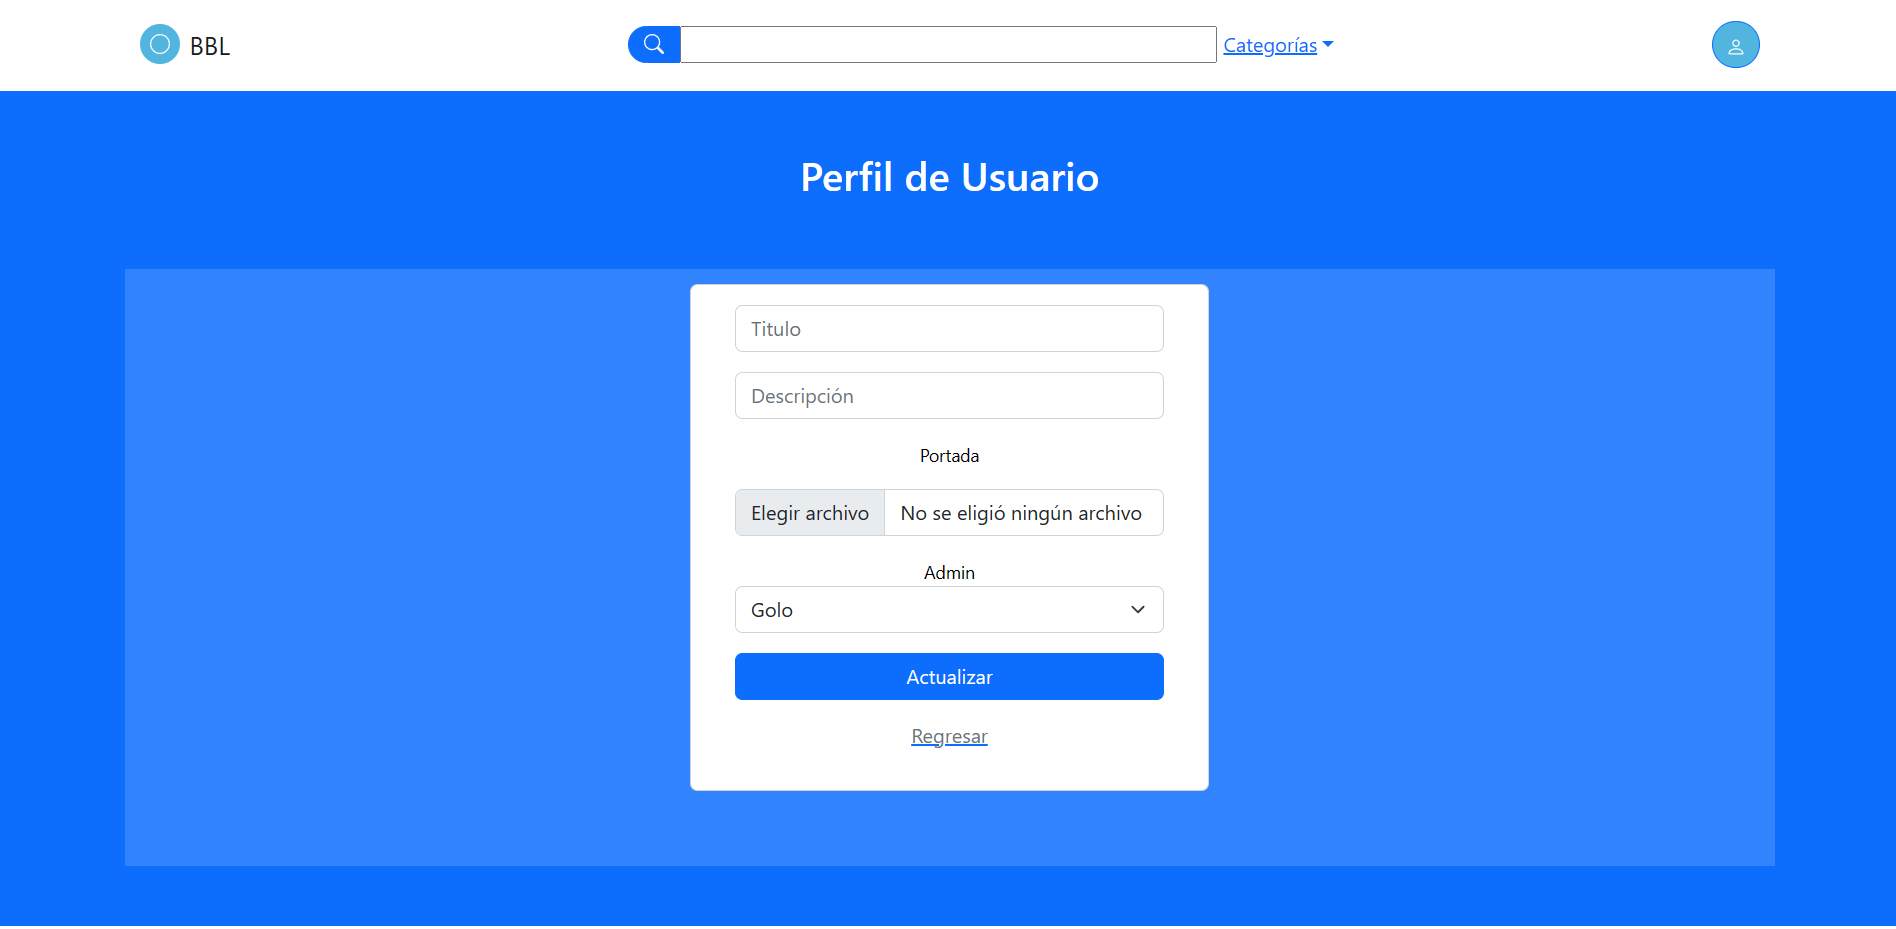 BBL
Categorías
Perfil de Usuario
Titulo
Descripción
Portada
Elegir archivo No se eligió ningún archivo
Admin
Golo
Actualizar
Regresar